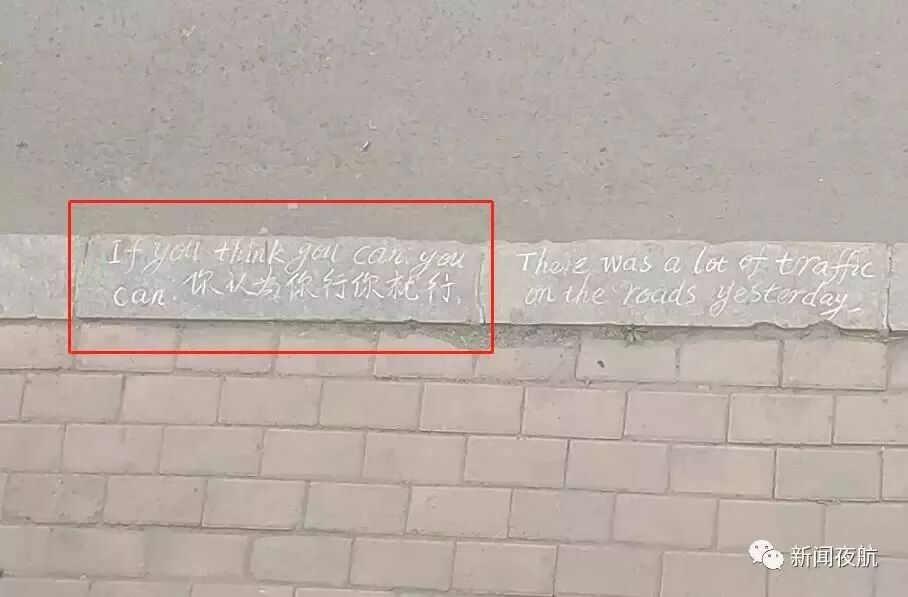 If you think you can you
can. 你认为你行你就行.
There was a lot of traffic
on the roads yesterday
新闻夜航